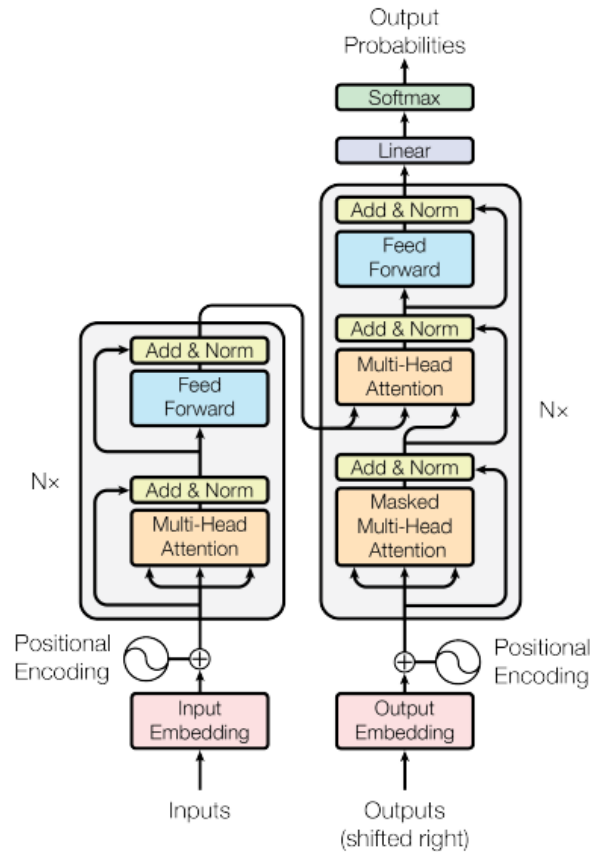 Output
Probabilities
Softmax
Linear
Add & Norm
Feed
Forward
Add & Norm
Multi-Head
Attention
Add & Norm
Masked
Multi-Head
Attention
N×
Add & Norm
Feed
Forward
Add & Norm
Multi-Head
Attention
N×
Positional
Encoding
Positional
Encoding
Input
Embedding
Output
Embedding
Inputs
Outputs
(shifted right)